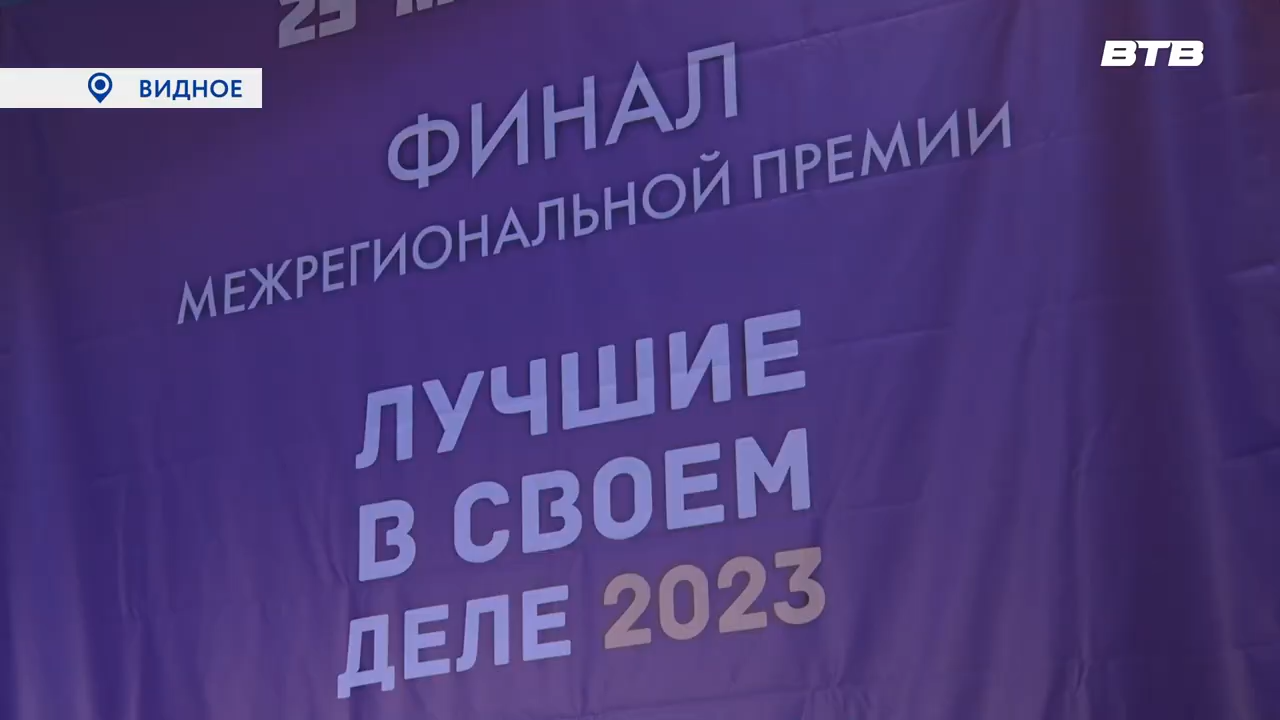 ВТВ
ВИДНОЕ
ФИНАЛ
МЕЖРЕГИОНАЛЬНОЙ ПРЕМИИ
ЛУЧШИЕ
В СВОЕМ
ДЕЛЕ 2023